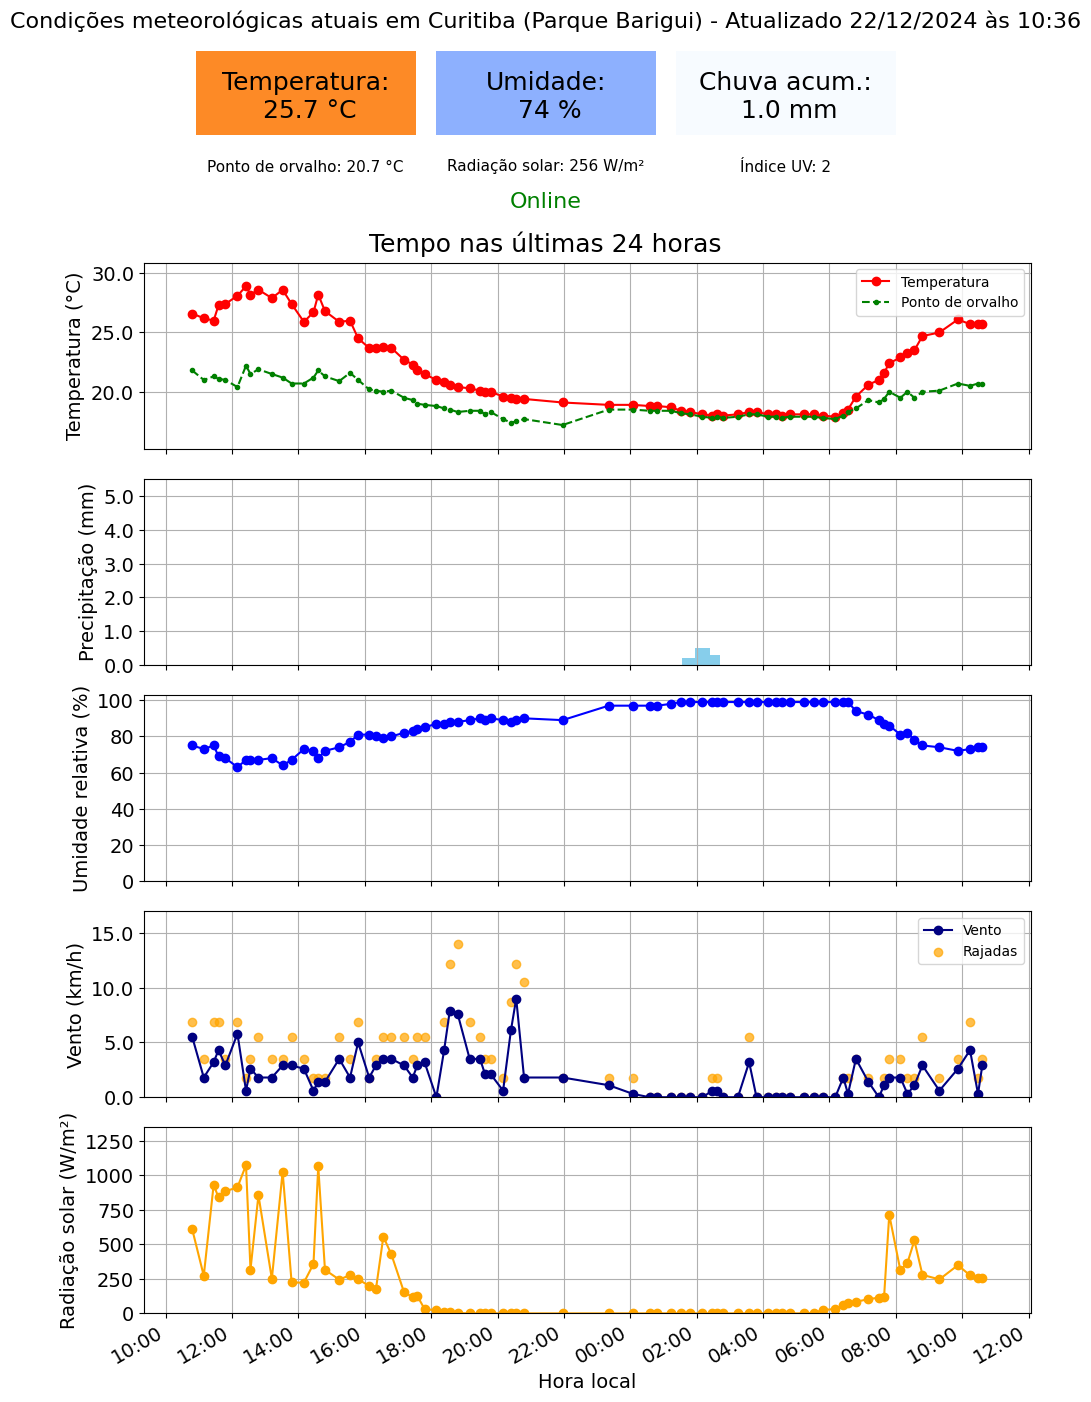 Condições meteorológicas atuais em Curitiba (Parque Barigui) - Atualizado 22/12/2024 às 10:36
Temperatura:
25.7 °C
Umidade:
74 %
Chuva acum.:
1.0 mm
Ponto de orvalho: 20.7 °C
Radiação solar: 256 W/m²
Índice UV: 2
Online
Tempo nas últimas 24 horas
Temperatura (°C)
30.0
25.0
20.0
Temperatura
Ponto de orvalho
Precipitação (mm)
5.0
4.0
3.0
2.0
1.0
0.0
Umidade relativa (%)
100
80
60
40
20
0
Vento (km/h)
15.0
10.0
5.0
0.0
Vento
Rajadas
Radiação solar (W/m²)
1250
1000
750
500
250
0
10:00
12:00
14:00
16:00
18:00
20:00
22:00
00:00
02:00
04:00
06:00
08:00
10:00
12:00
Hora local